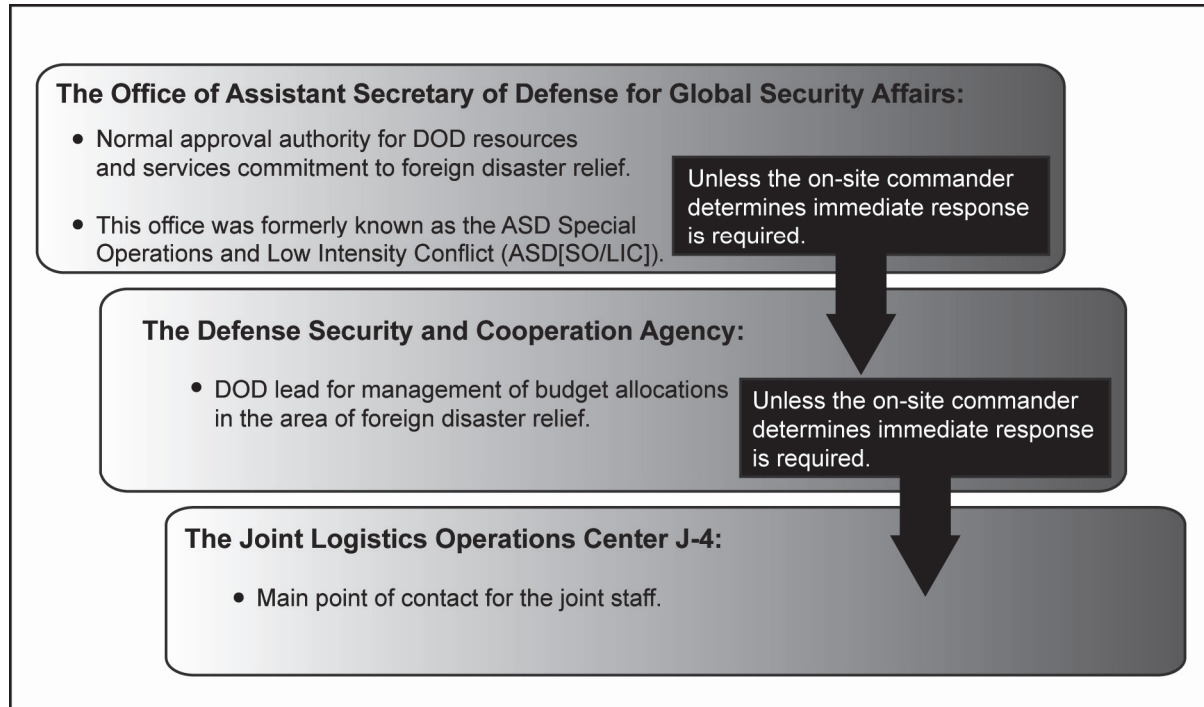 The Office of Assistant Secretary of Defense for Global Security Affairs:
• Normal approval authority for DOD resources
and services commitment to foreign disaster relief.
• This office was formerly known as the ASD Special
Operations and Low Intensity Conflict (ASD[SO/LIC]).
Unless the on-site commander
determines immediate response
is required.
The Defense Security and Cooperation Agency:
• DOD lead for management of budget allocations
in the area of foreign disaster relief.
Unless the on-site commander
determines immediate response
is required.
The Joint Logistics Operations Center J-4:
• Main point of contact for the joint staff.